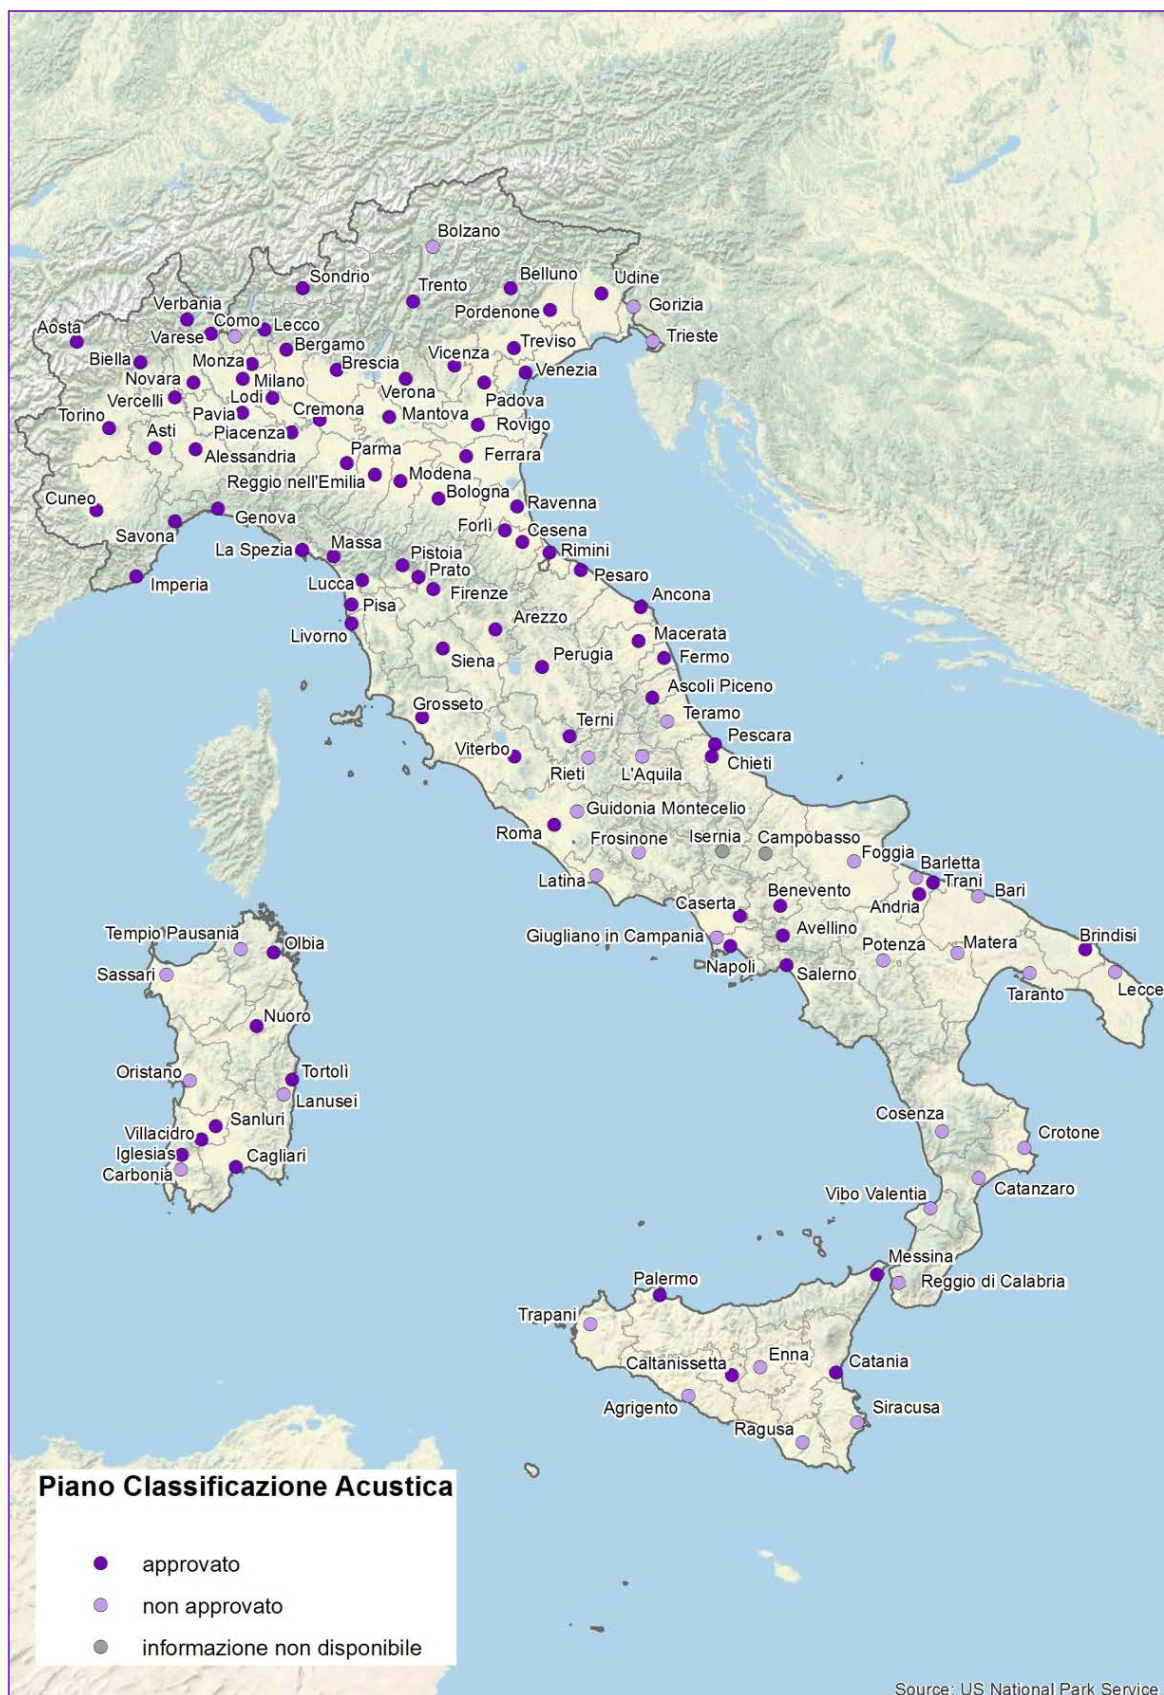 Bolzano
Sondrio
Belluno
Udine
Trento
Verbania
Pordenone
Gorizia
Como
Lecco
Aosta
Varese
Trieste
Bergamo
Treviso
Biella
Monza
Brescia
Vicenza
Venezia
Novara
Milano
Verona
Padova
Vercelli
Lodi
Torino
Pavia
Cremona
Mantova
Rovigo
Asti
Piacenza
Parma
Alessandria
Ferrara
Reggio nell'Emilia
Modena
Cuneo
Bologna
Ravenna
Genova
Forlì
Cesena
Savona
La Spezia
Massa
Pistoia
Rimini
Prato
Pesaro
Imperia
Lucca
Firenze
Pisa
Ancona
Livorno
Arezzo
Macerata
Siena
Perugia
Fermo
Ascoli Piceno
Grosseto
Teramo
Terni
Pescara
Viterbo
Chieti
Rieti
L'Aquila
Guidonia Montecelio
Roma
Frosinone
Isernia
Campobasso
Foggia
Barletta
Latina
Trani
Benevento
Bari
Andria
Caserta
Giugliano in Campania
Avellino
Brindisi
Tempio Pausania
Olbia
Potenza
Matera
Napoli
Salerno
Sassari
Taranto
Lecce
Nuoro
Oristano
Tortolì
Lanusei
Sanluri
Cosenza
Villacidro
Crotone
Iglesias
Cagliari
Carbonia
Catanzaro
Vibo Valentia
Messina
Palermo
Reggio di Calabria
Trapani
Enna
Caltanissetta
Catania
Agrigento
Siracusa
Ragusa
Piano Classificazione Acustica
approvato
non approvato
informazione non disponibile
Source: US National Park Service